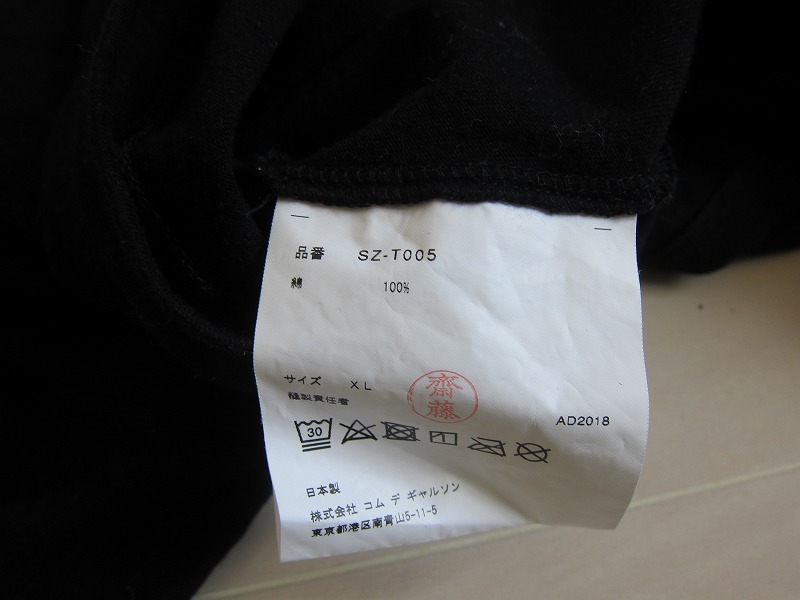 品番 SZ-T005
綿 100%
サイズ XL
縫製責任者
齋藤
AD2018
30
日本製
株式会社 コム デ ギャルソン
東京都港区南青山5-11-5